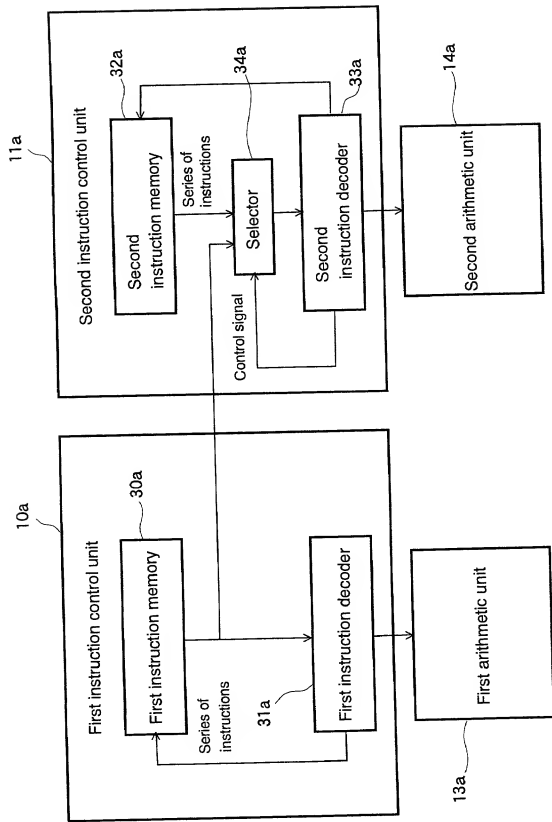 10a
First instruction control unit
30a
First instruction memory
Series of
instructions
31a
First instruction decoder
13a
First arithmetic unit
11a
Second instruction control unit
32a
Second
instruction memory
Series of
instructions
34a
Selector
Control signal
33a
Second
instruction decoder
14a
Second arithmetic unit